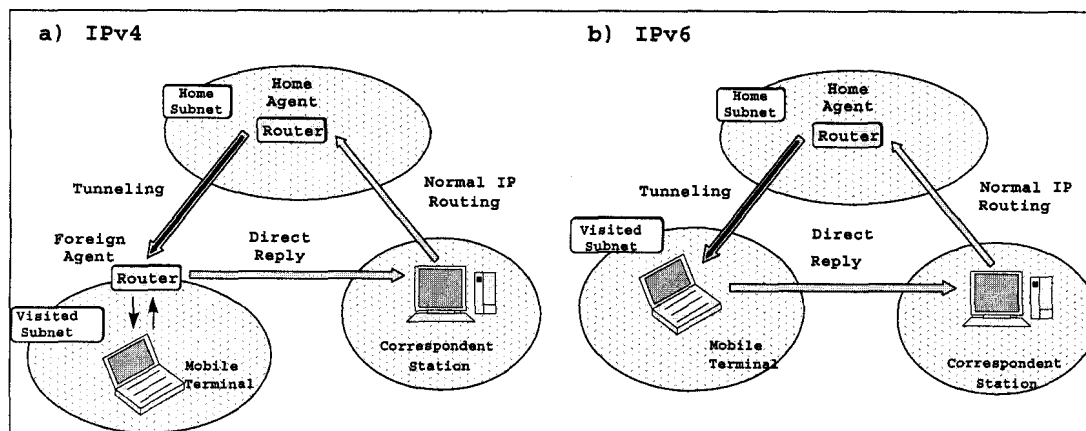 a) IPv4
Home
Subnet
Home
Agent
Router
Tunneling
Normal IP
Routing
Foreign
Agent
Router
Direct
Reply
Visited
Subnet
Mobile
Terminal
Correspondent
Station
b) IPv6
Home
Subnet
Home
Agent
Router
Tunneling
Normal IP
Routing
Visited
Subnet
Direct
Reply
Mobile
Terminal
Correspondent
Station